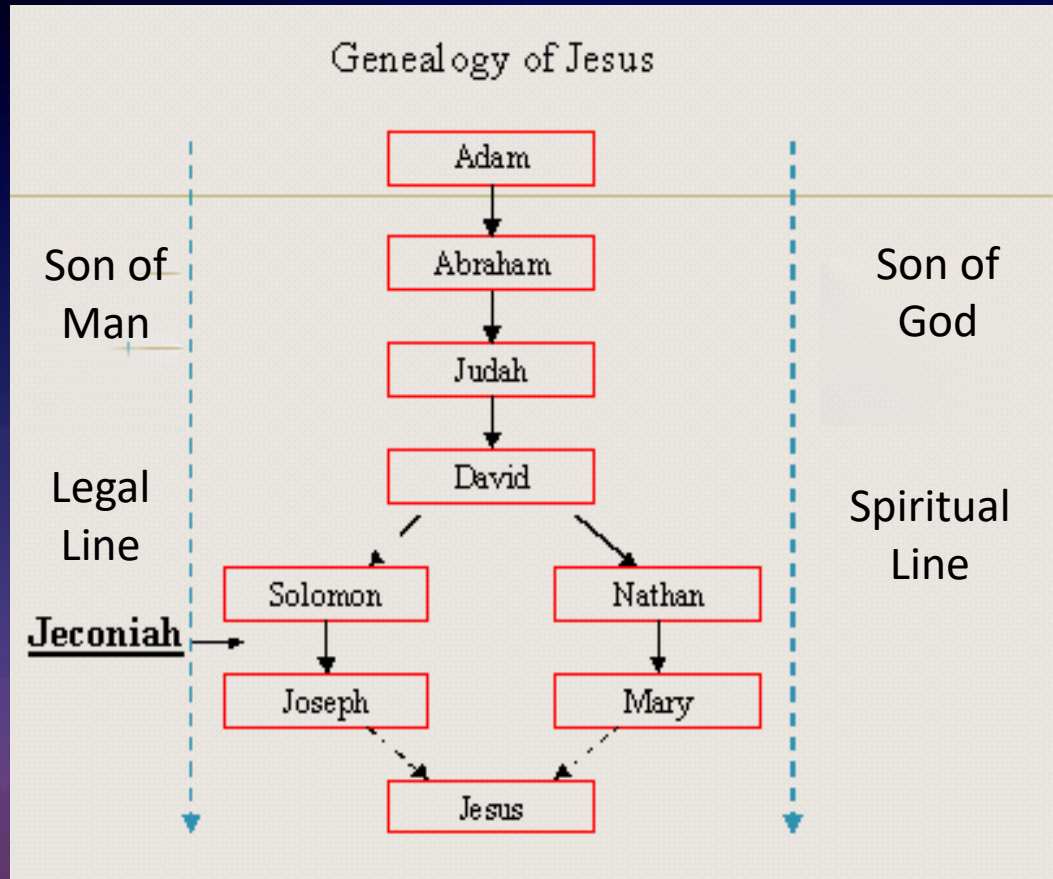 Genealogy of Jesus
Adam
Son of
Man
Abraham
Son of
God
Judah
Legal
Line
David
Spiritual
Line
Solomon
Nathan
Jeconiah
Joseph
Mary
Jesus